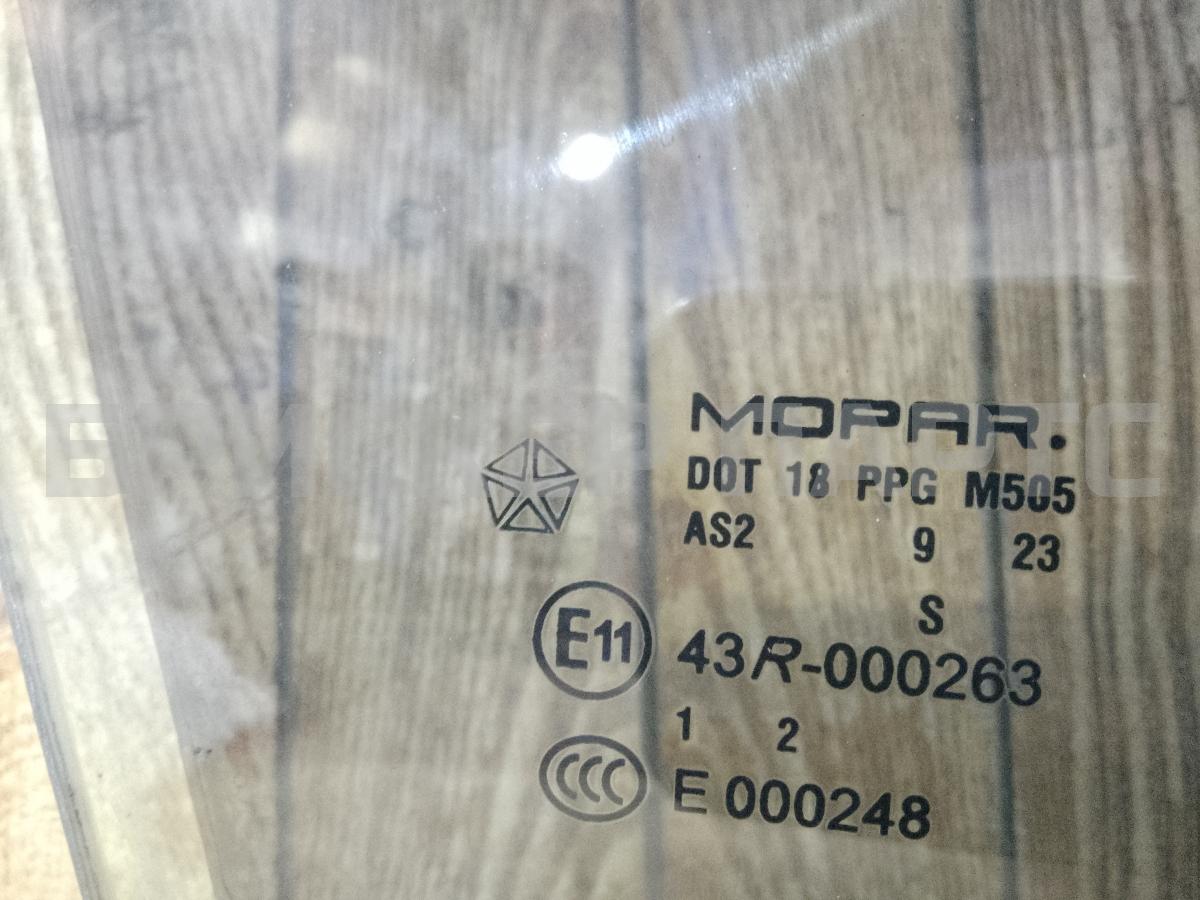 MOPAR.
DOT 18 PPG M505
AS2 9 23
S
E11 43R-000263
1 2
CCC E 000248